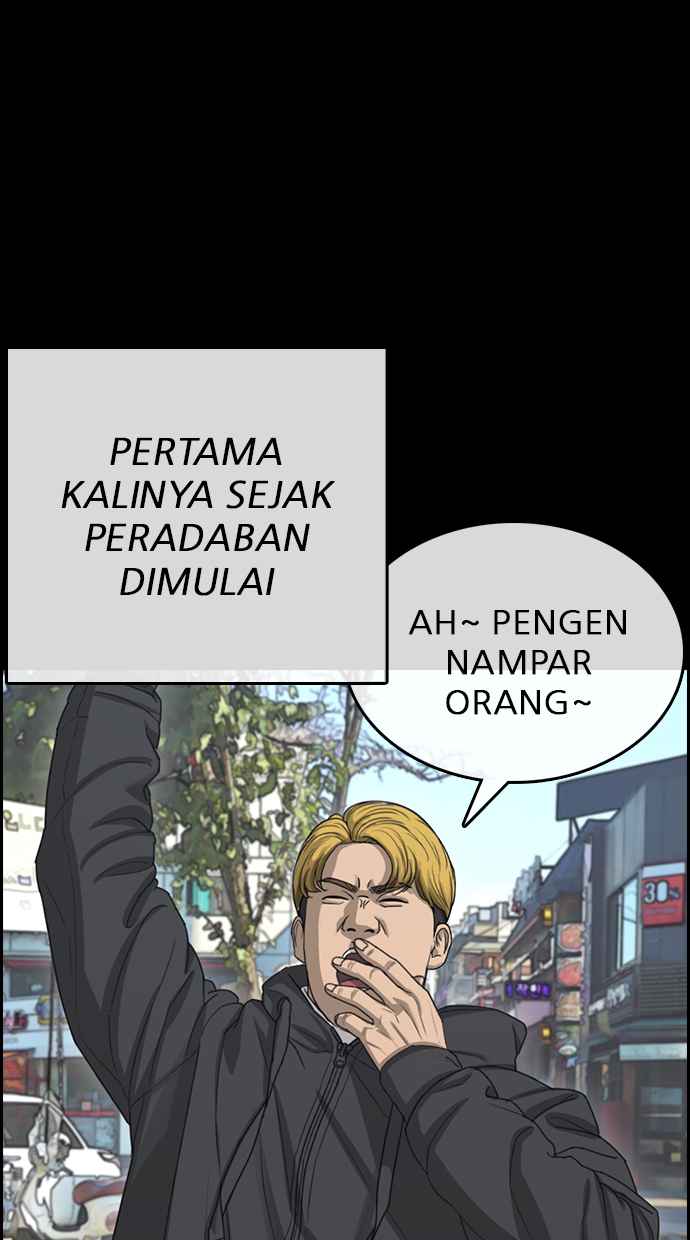 PERTAMA
KALINYA SEJAK
PERADABAN
DIMULAI
AH~ PENGEN
NAMPAR
ORANG~
30%